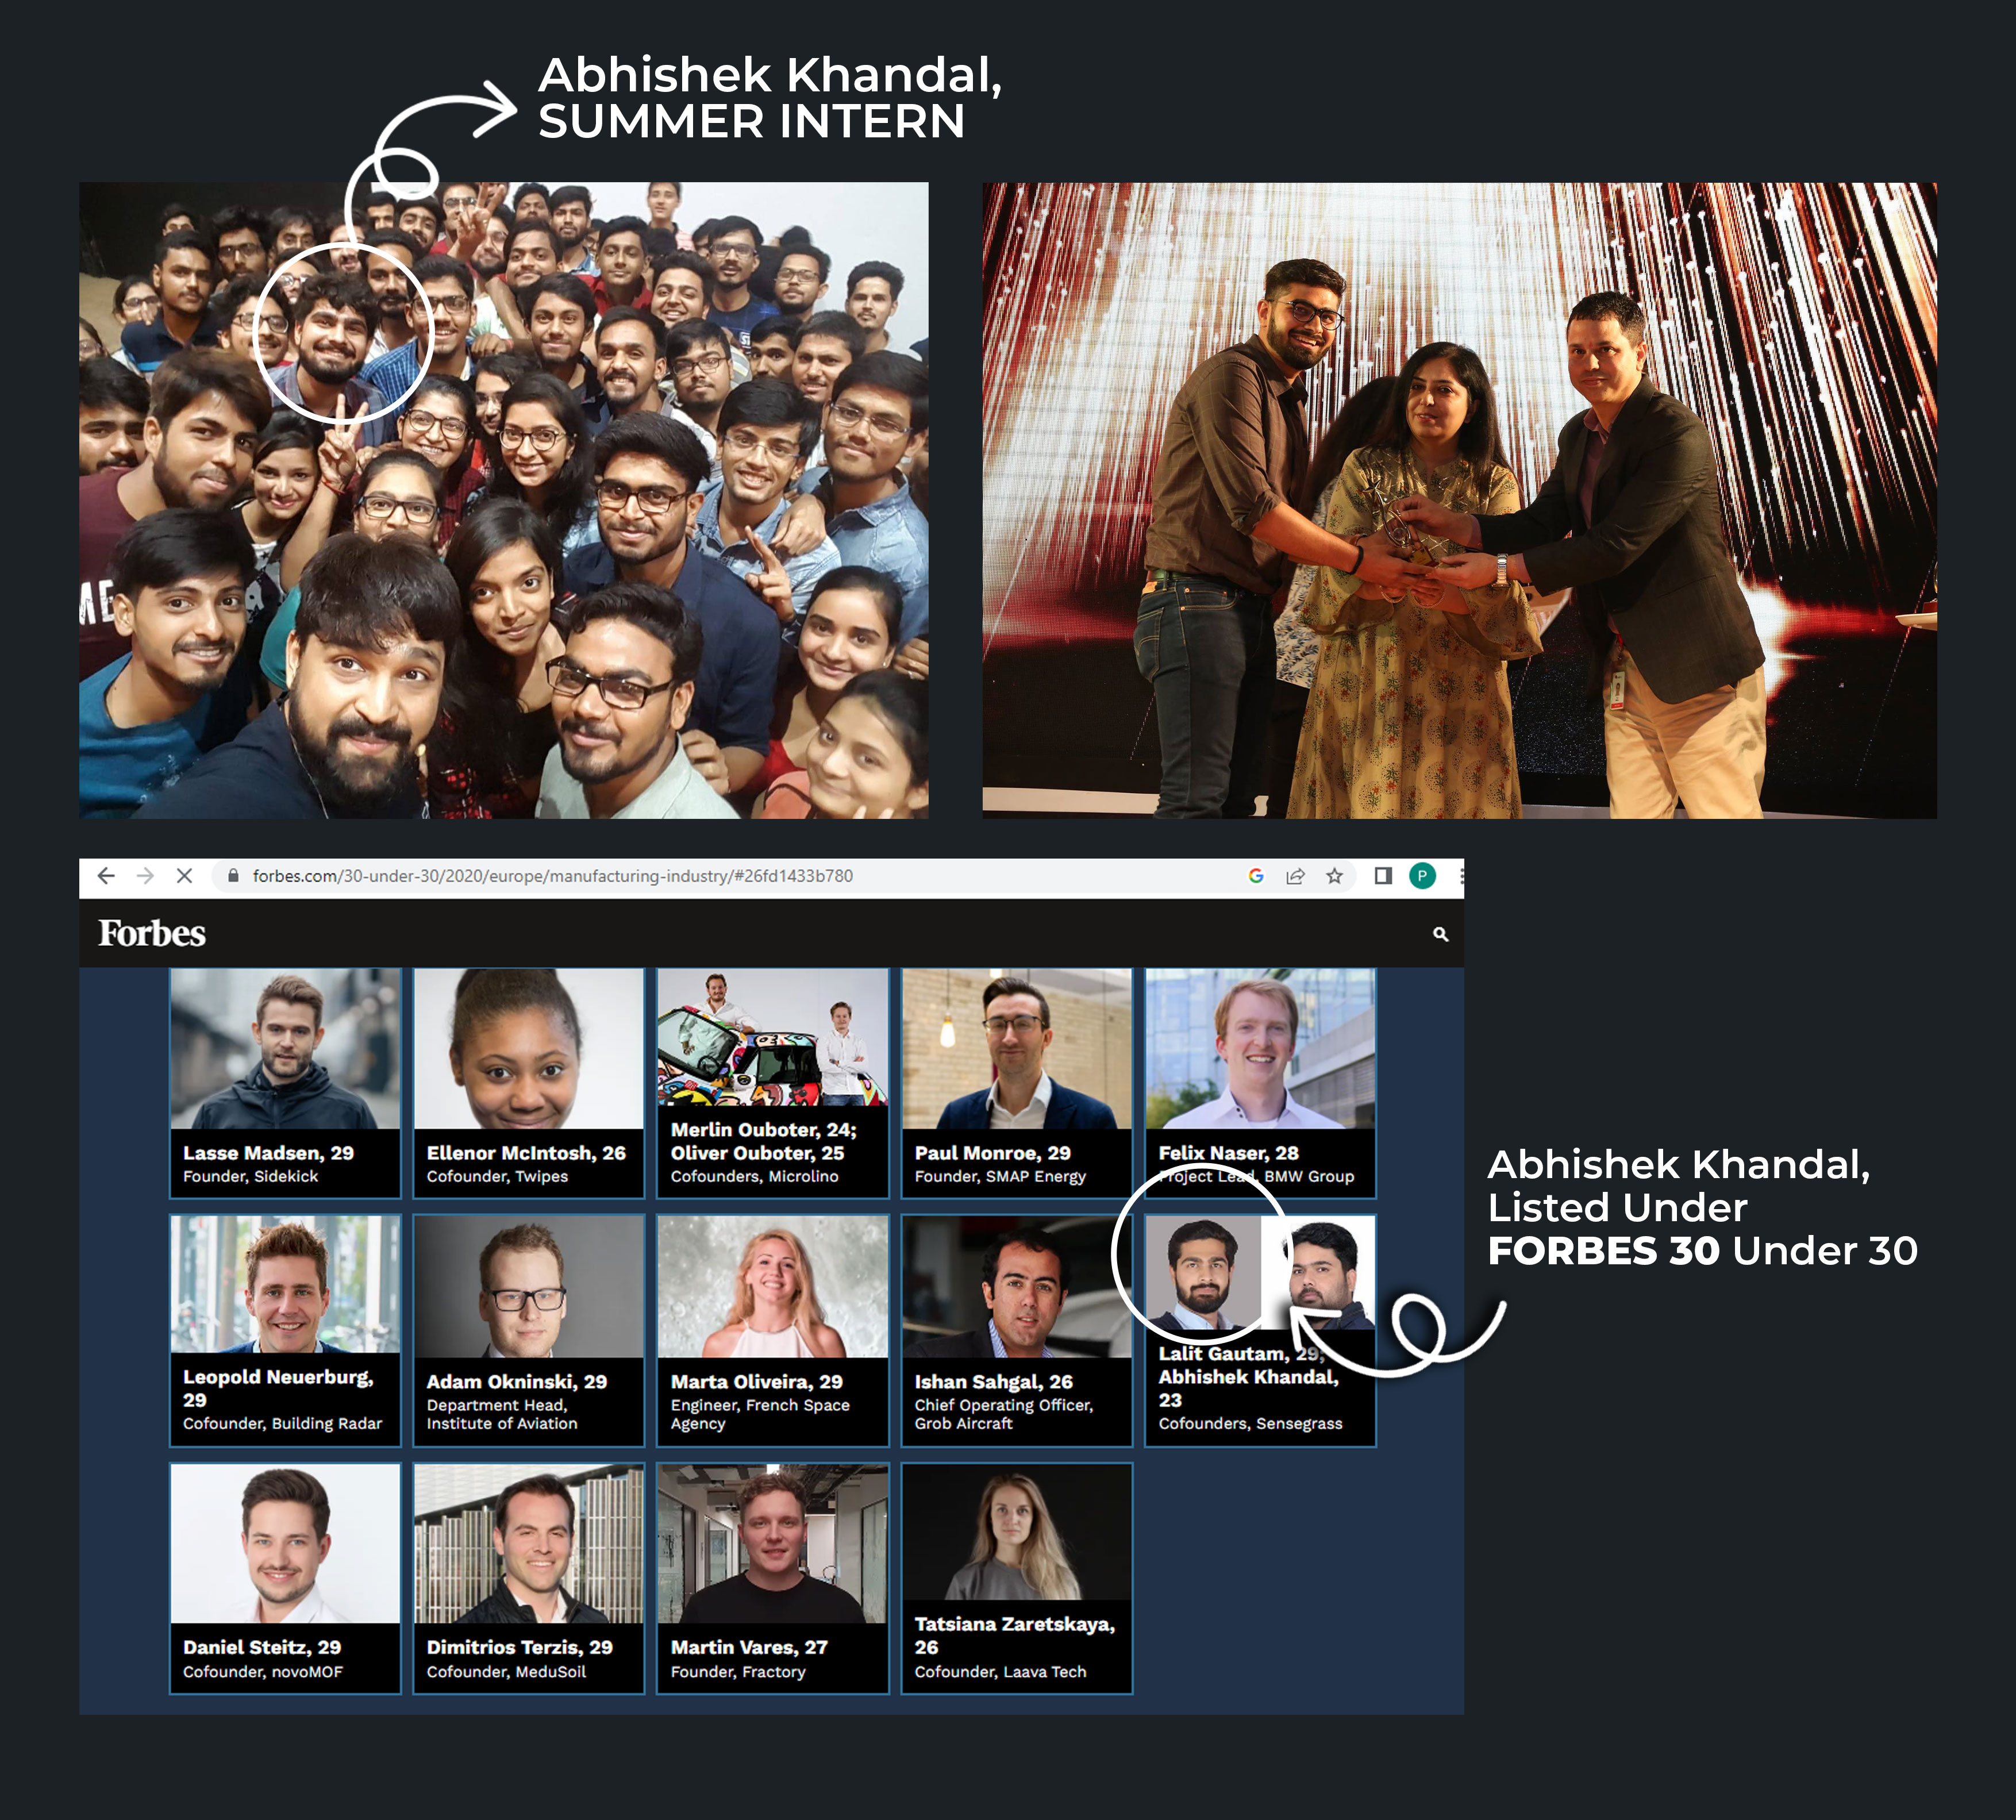 Abhishek Khandal,
SUMMER INTERN
ME
forbes.com/30-under-30/2020/europe/manufacturing-industry/#26fd1433b780
P
Forbes
Lasse Madsen, 29
Founder, Sidekick
Ellenor McIntosh, 26
Cofounder, Twipes
Merlin Ouboter, 24;
Oliver Ouboter, 25
Cofounders, Microlino
Paul Monroe, 29
Founder, SMAP Energy
Felix Naser, 28
Project Lead, BMW Group
Abhishek Khandal,
Listed Under
FORBES 30 Under 30
Leopold Neuerburg,
29
Cofounder, Building Radar
Adam Okninski, 29
Department Head,
Institute of Aviation
Marta Oliveira, 29
Engineer, French Space
Agency
Ishan Sahgal, 26
Chief Operating Officer,
Grob Aircraft
Lalit Gautam, 29;
Abhishek Khandal,
23
Cofounders, Sensegrass
Daniel Steitz, 29
Cofounder, novoMOF
Dimitrios Terzis, 29
Cofounder, MeduSoil
Martin Vares, 27
Founder, Fractory
Tatsiana Zaretskaya,
26
Cofounder, Laava Tech